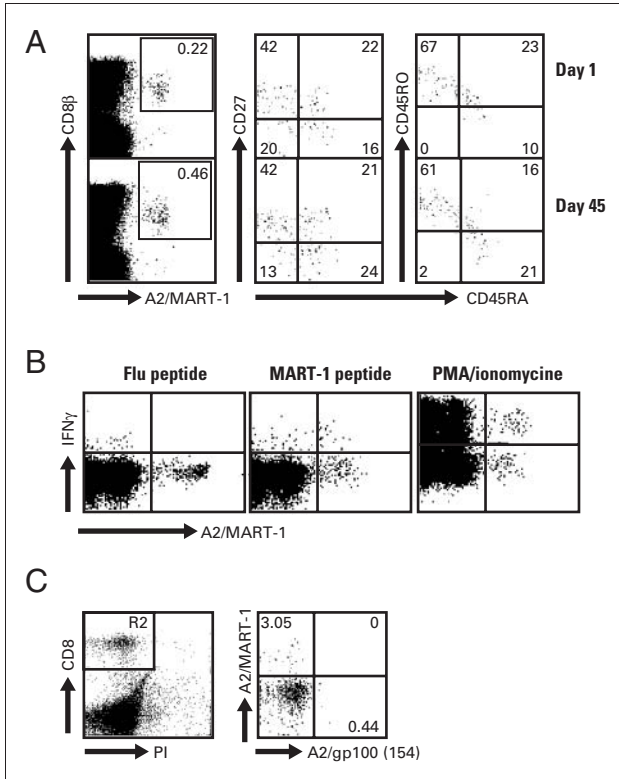 A
0.22
CD8β
42 22
20 16
CD27
67 23
0 10
CD45RO
Day 1
0.46
42 21
13 24
61 16
2 21
Day 45
A2/MART-1
CD45RA
B
Flu peptide
MART-1 peptide
PMA/ionomycine
IFNγ
A2/MART-1
C
R2
CD8
PI
A2/MART-1
3.05 0
0.44
A2/gp100 (154)